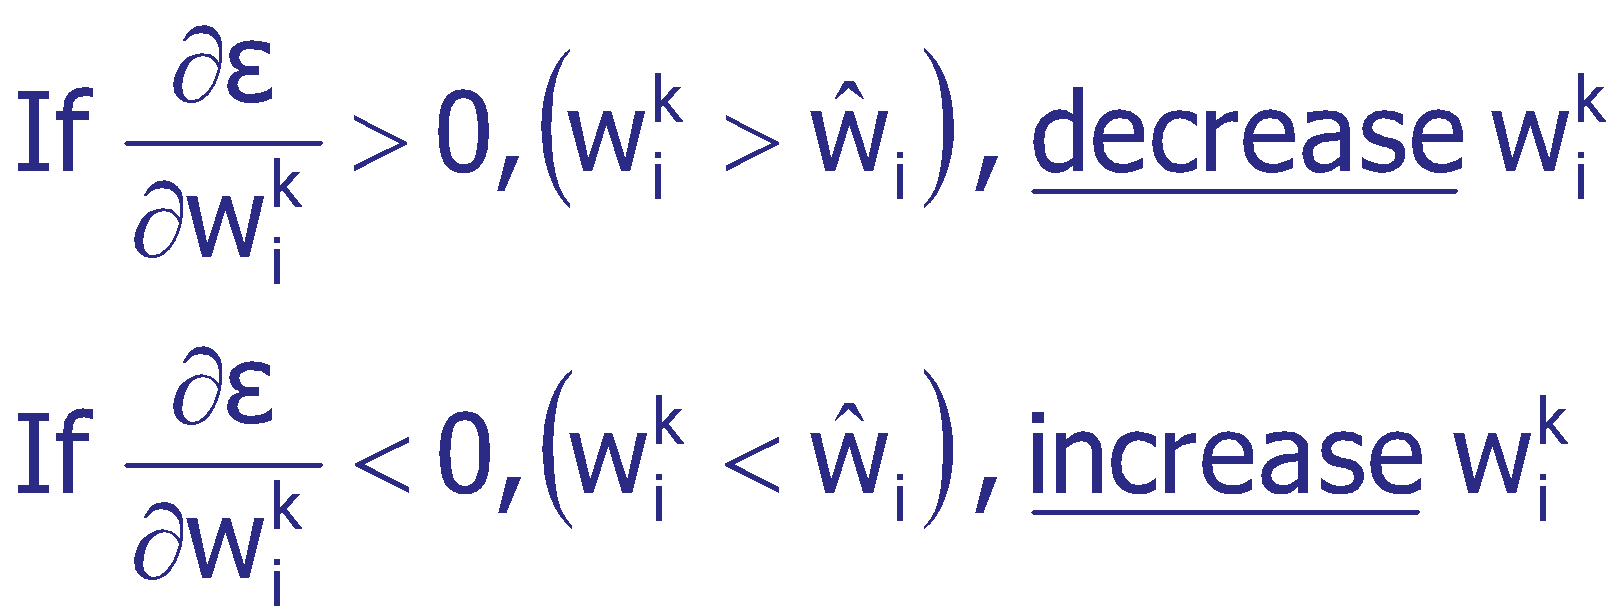 If ∂ε/∂w_i^k > 0, (w_i^k > ŵ_i), decrease w_i^k
If ∂ε/∂w_i^k < 0, (w_i^k < ŵ_i), increase w_i^k